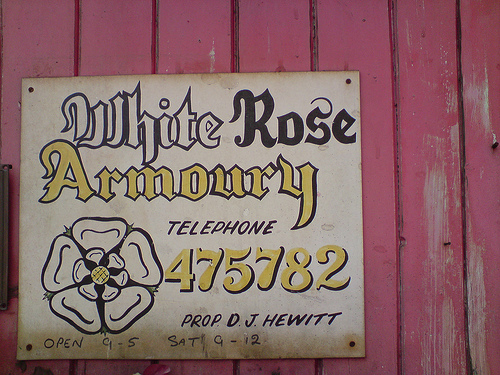 White Rose
Armoury
TELEPHONE
475782
PROP. D. J. HEWITT
OPEN 9-5 SAT 9-12